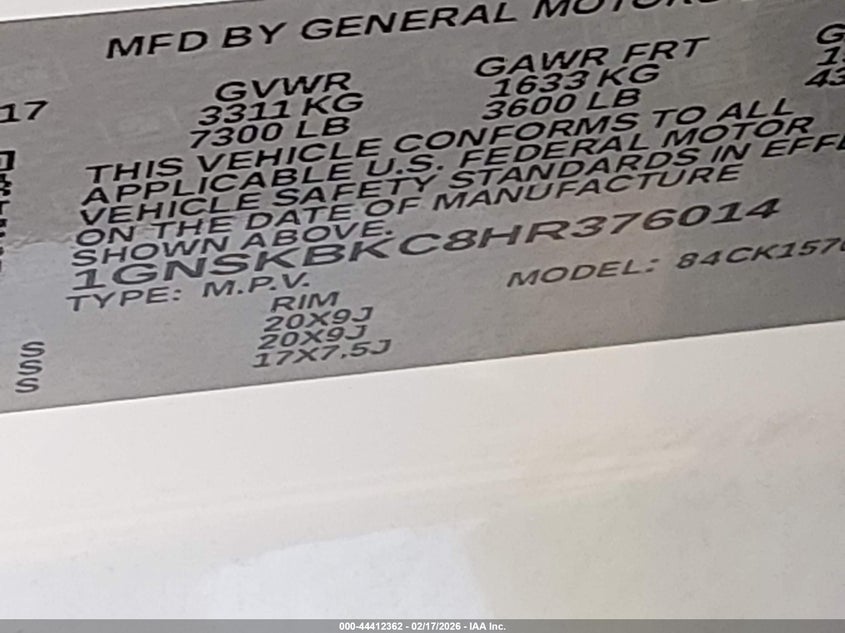 MFD BY GENERAL MOTORS
17
GVWR
3311 KG
7300 LB
GAWR FRT
1633 KG
3600 LB
THIS VEHICLE CONFORMS TO ALL
APPLICABLE U.S. FEDERAL MOTOR
VEHICLE SAFETY STANDARDS IN
ON THE DATE OF MANUFACTURE
SHOWN ABOVE.
1GNSKBKC8HR376014
TYPE: M.P.V.
MODEL: 84CK157
RIM
20X9J
20X9J
17X7.5J
S
S
S
000-44412362 - 02/17/2026 - IAA Inc.